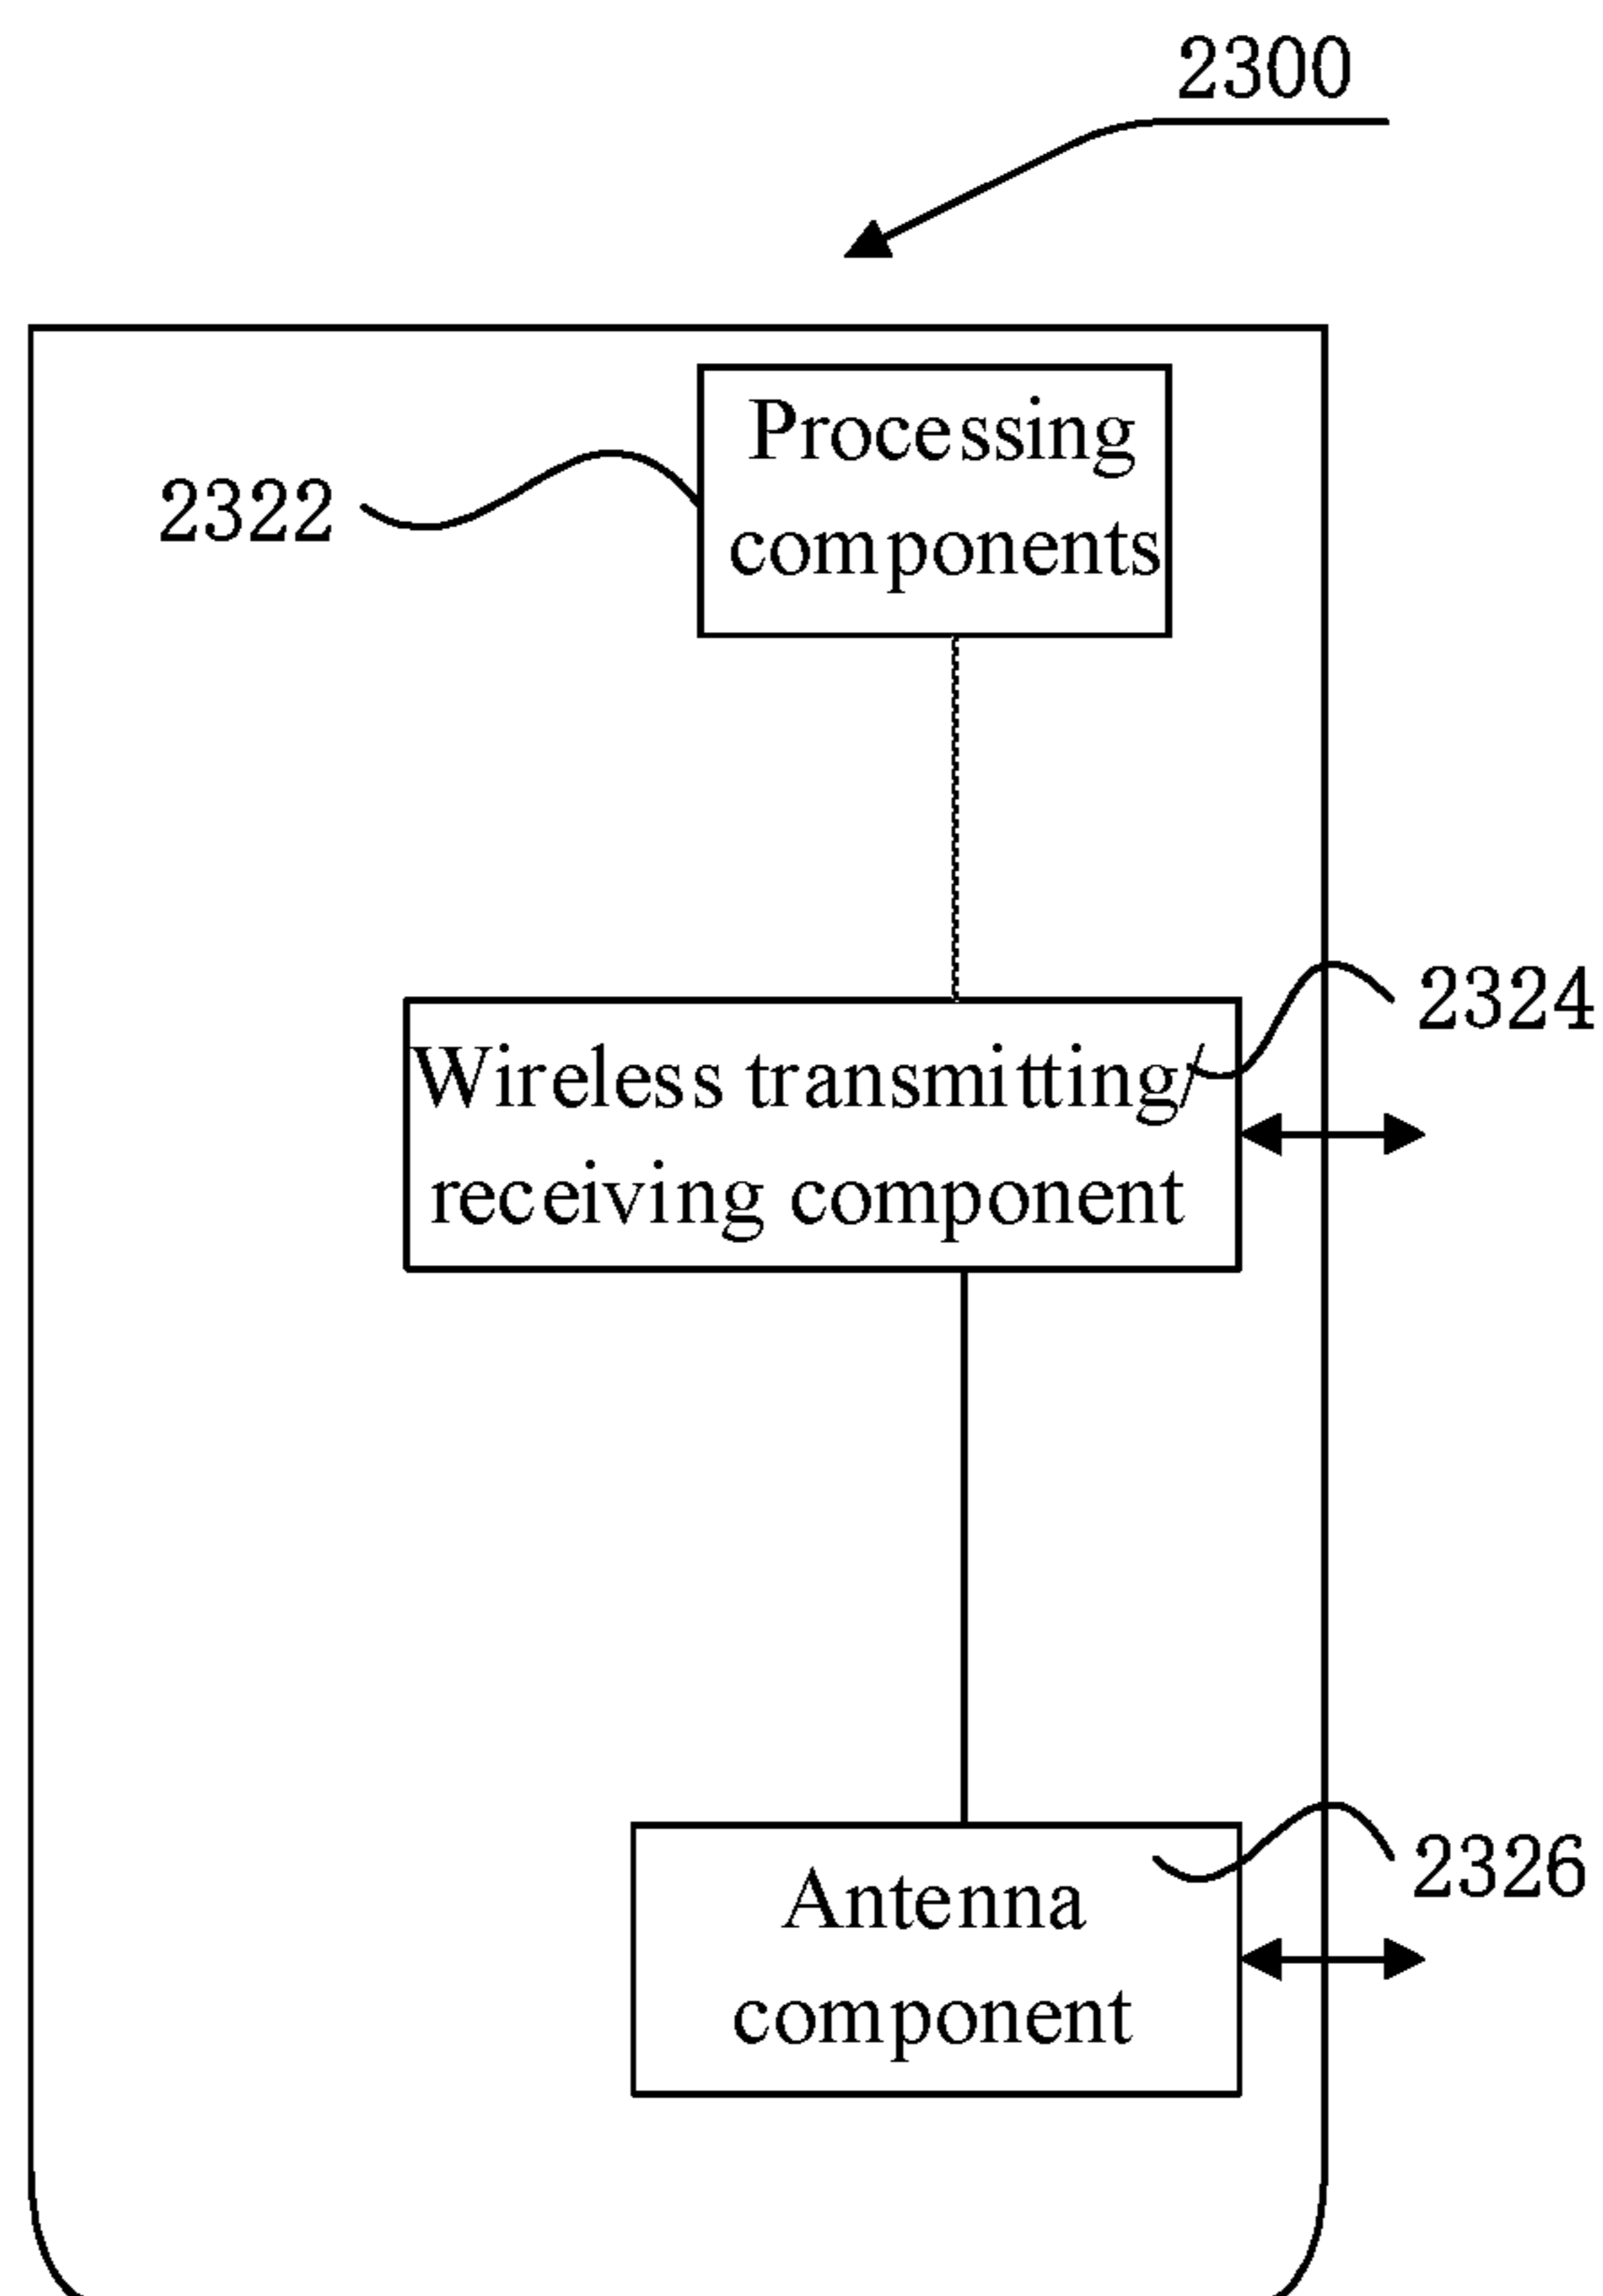 2300
Processing
components
2322
2324
Wireless transmitting/
receiving component
2326
Antenna
component